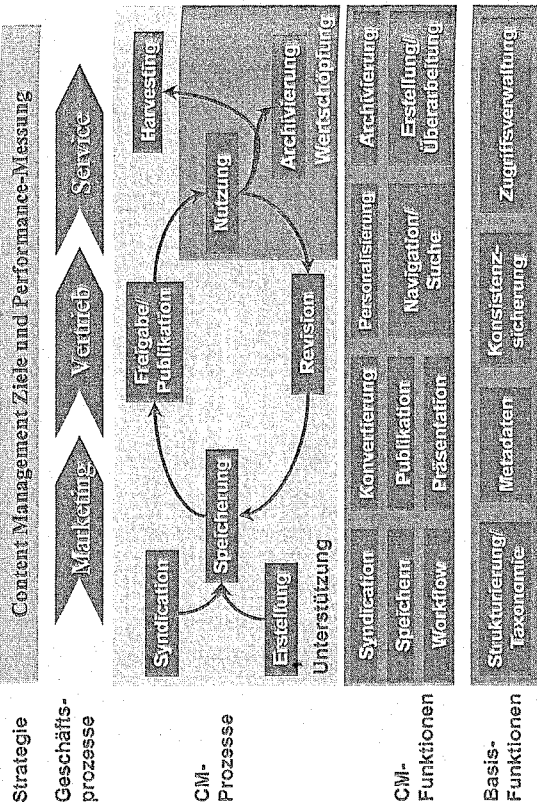 Strategie
Content Management Ziele und Performance-Messung
Geschäfts-
prozesse
Marketing
Vertrieb
Service
CM-
Prozesse
Syndication
Erstellung
Speicherung
Freigabe/
Publikation
Revision
Nutzung
Harvesting
Archivierung
Wertschöpfung
Unterstützung
CM-
Funktionen
Syndication
Speichern
Workflow
Konvertierung
Publikation
Präsentation
Personalisierung
Navigation/
Suche
Archivierung
Erstellung/
Überarbeitung
Basis-
Funktionen
Strukturierung/
Taxonomie
Metadaten
Konsistenz-
sicherung
Zugriffsverwaltung